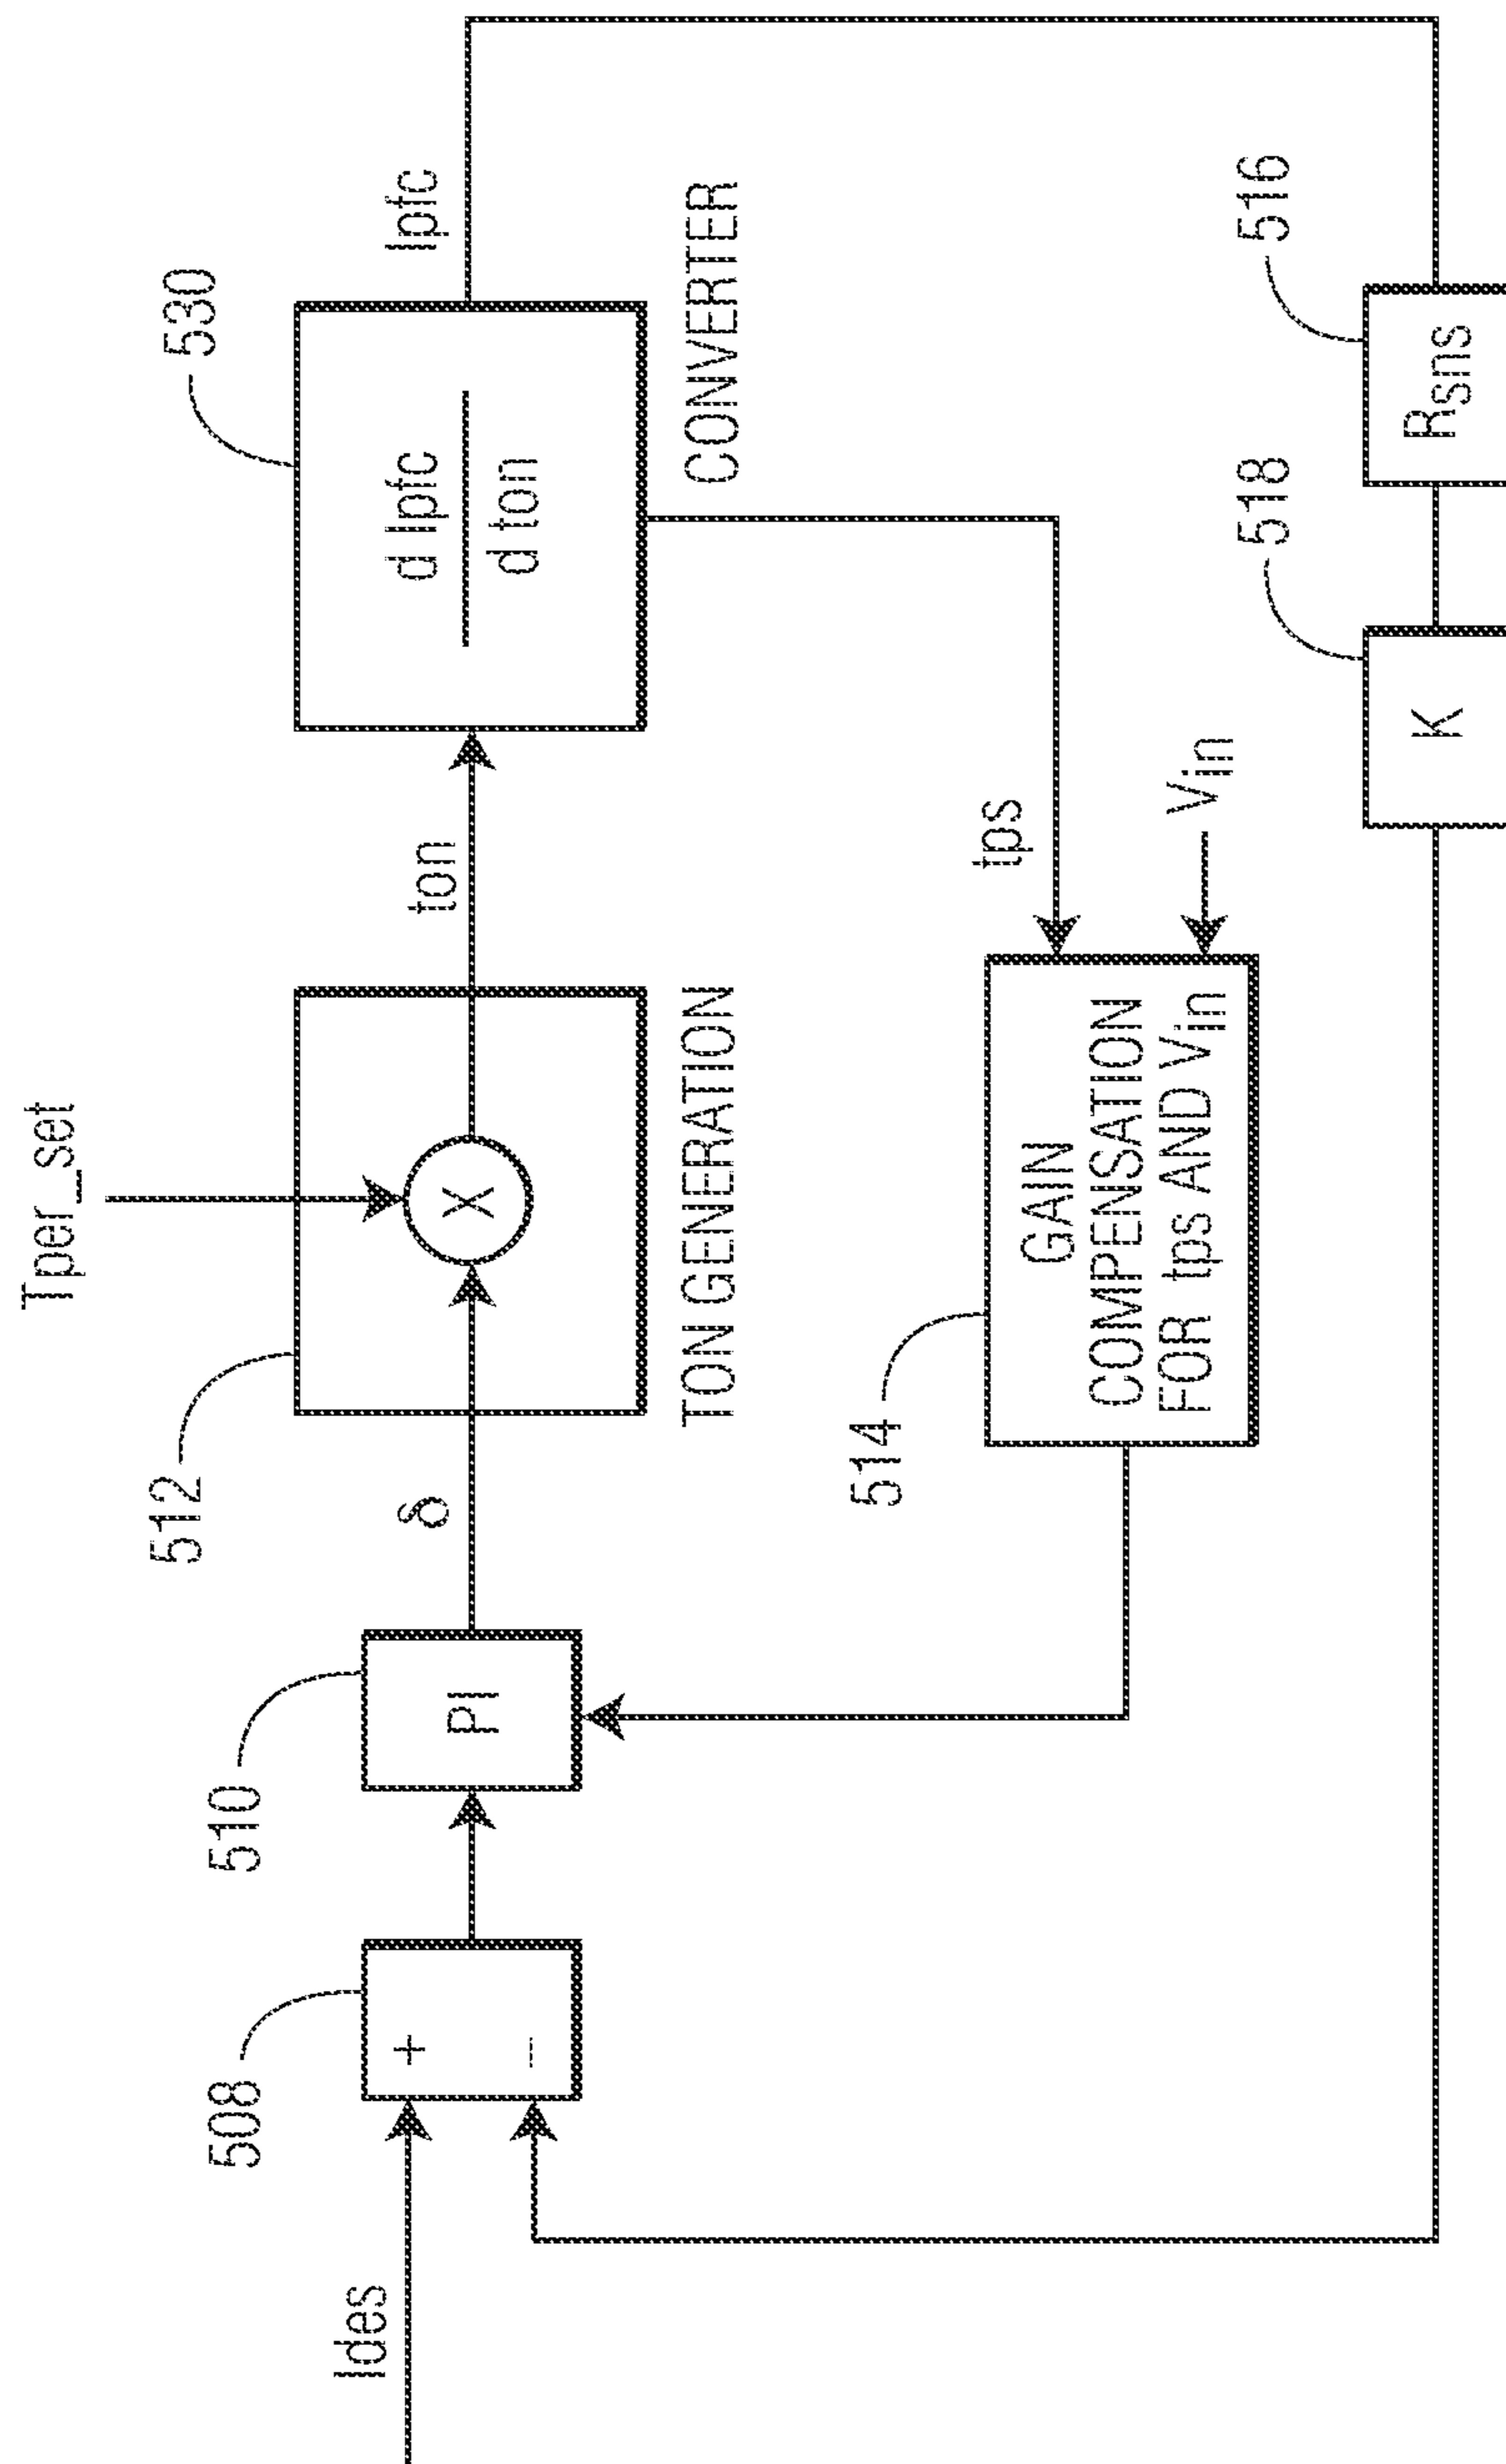 Tper_set
512
530
508
510
Ides
+
−
PI
δ
X
ton
d Ipfc
d ton
Ipfc
TON GENERATION
CONVERTER
514
tps
GAIN
COMPENSATION
FOR tps AND Vin
Vin
518
516
K
Rsns